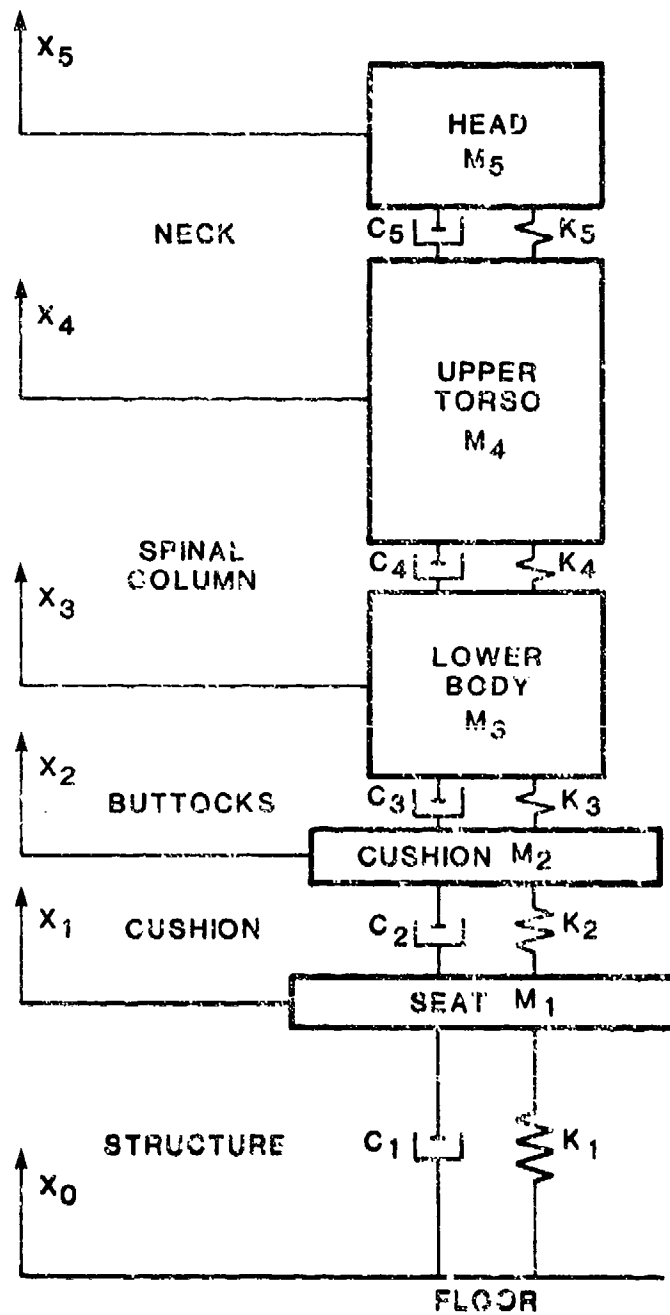 X5
HEAD
M5
C5
K5
NECK
X4
UPPER
TORSO
M4
SPINAL
COLUMN
C4
K4
X3
LOWER
BODY
M3
X2
BUTTOCKS
C3
K3
CUSHION M2
X1
CUSHION
C2
K2
SEAT M1
STRUCTURE
C1
K1
X0
FLOOR